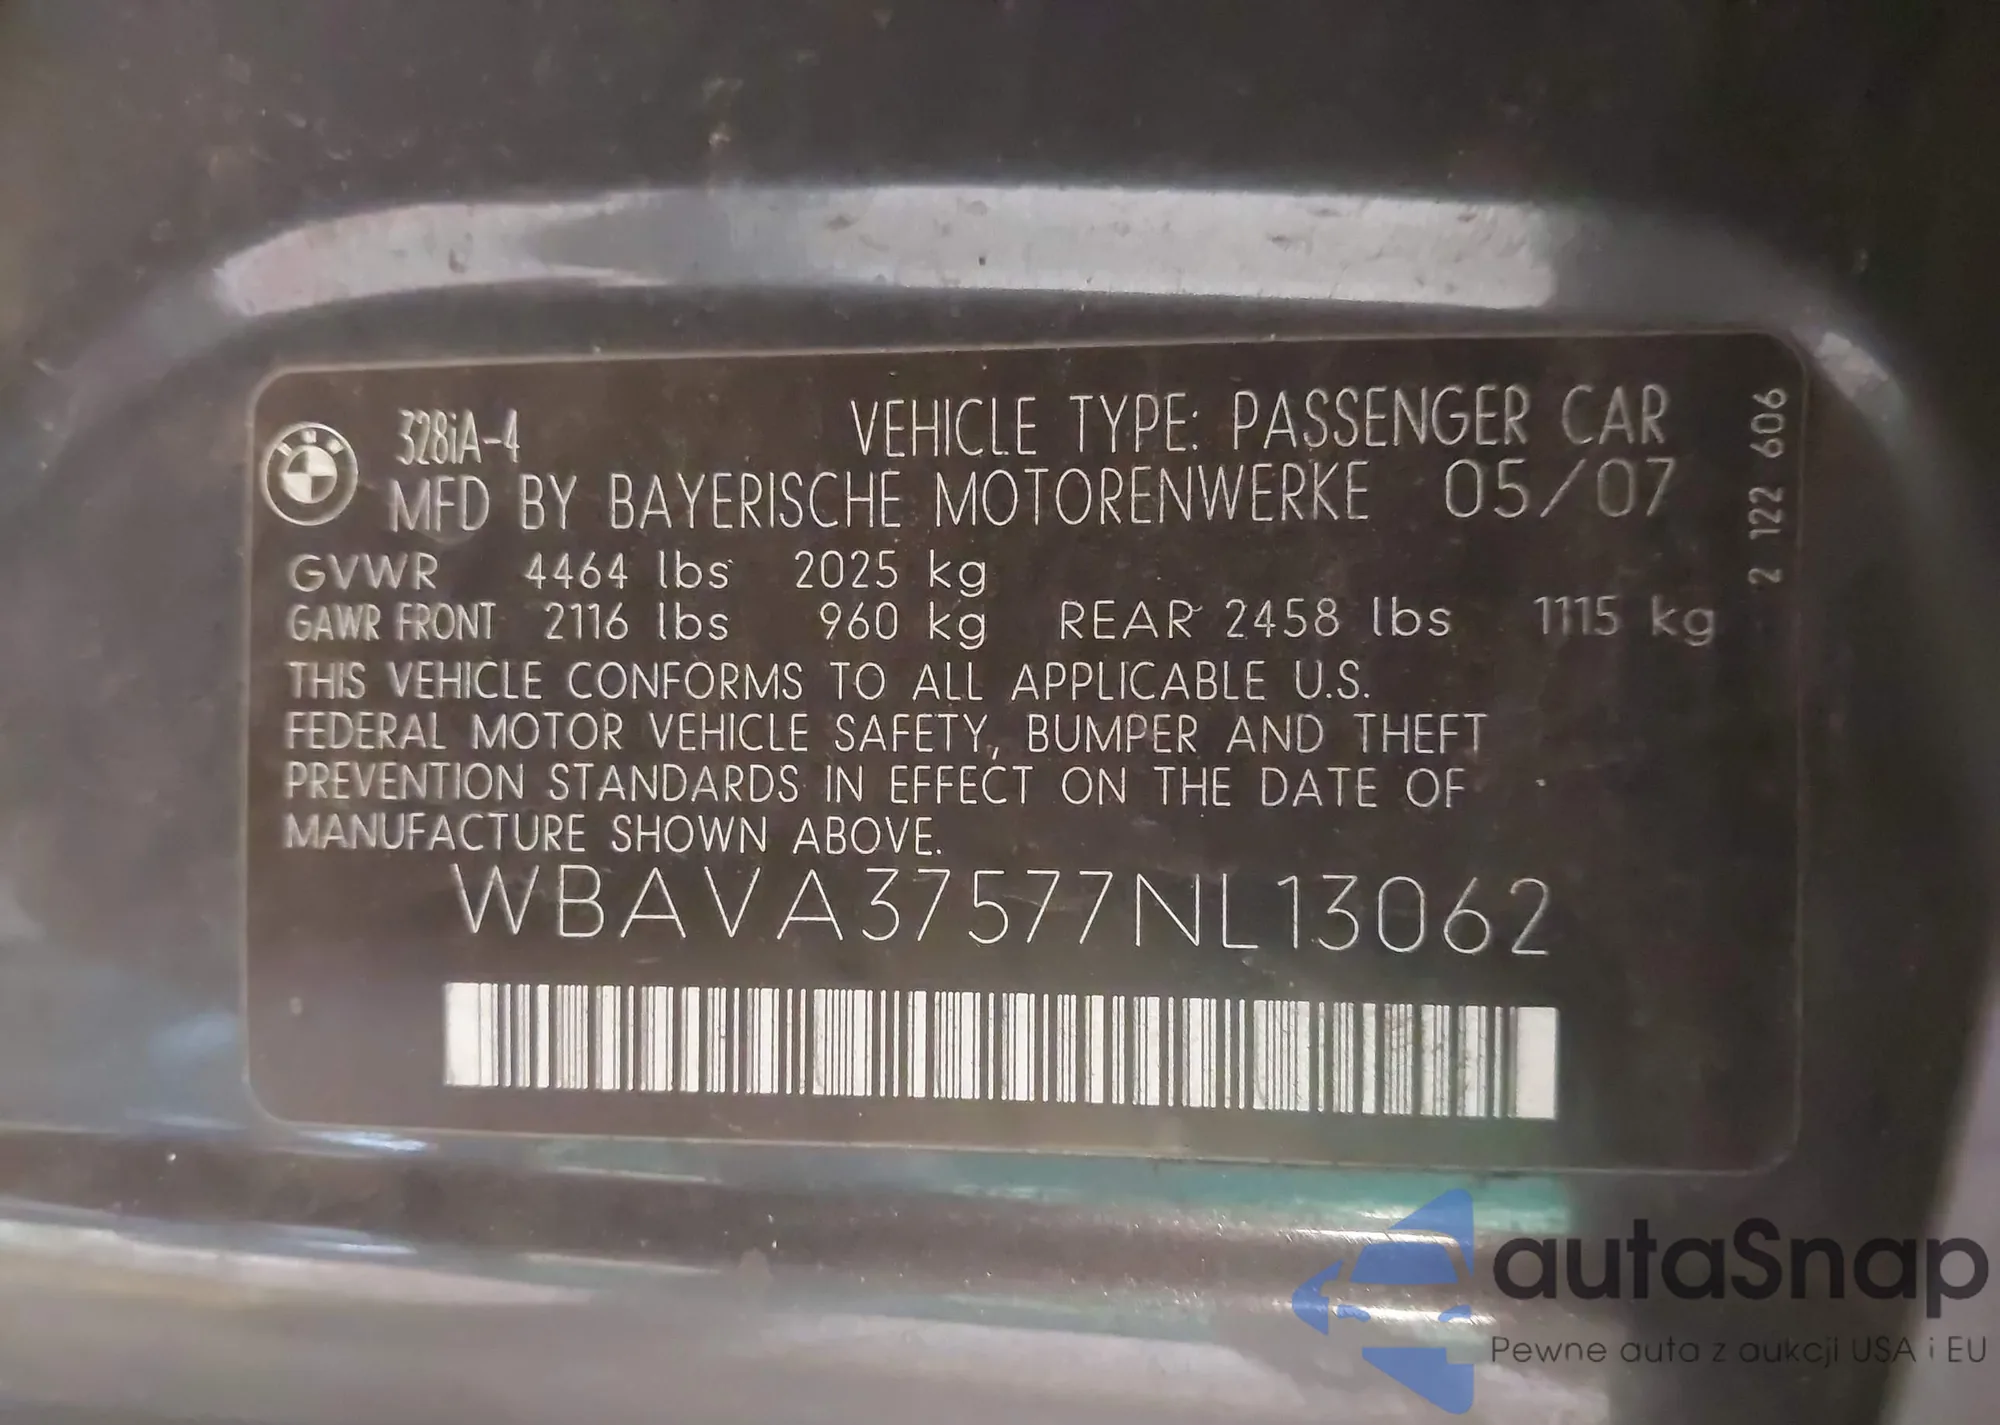 328iA-4 VEHICLE TYPE: PASSENGER CAR
MFD BY BAYERISCHE MOTORENWERKE 05/07
GVWR 4464 lbs 2025 kg
GAWR FRONT 2116 lbs 960 kg REAR 2458 lbs 1115 kg
THIS VEHICLE CONFORMS TO ALL APPLICABLE U.S.
FEDERAL MOTOR VEHICLE SAFETY, BUMPER AND THEFT
PREVENTION STANDARDS IN EFFECT ON THE DATE OF
MANUFACTURE SHOWN ABOVE.
WBAVA37577NL13062
2 122 606
autaSnap
Pewne auta z aukcji USA i EU